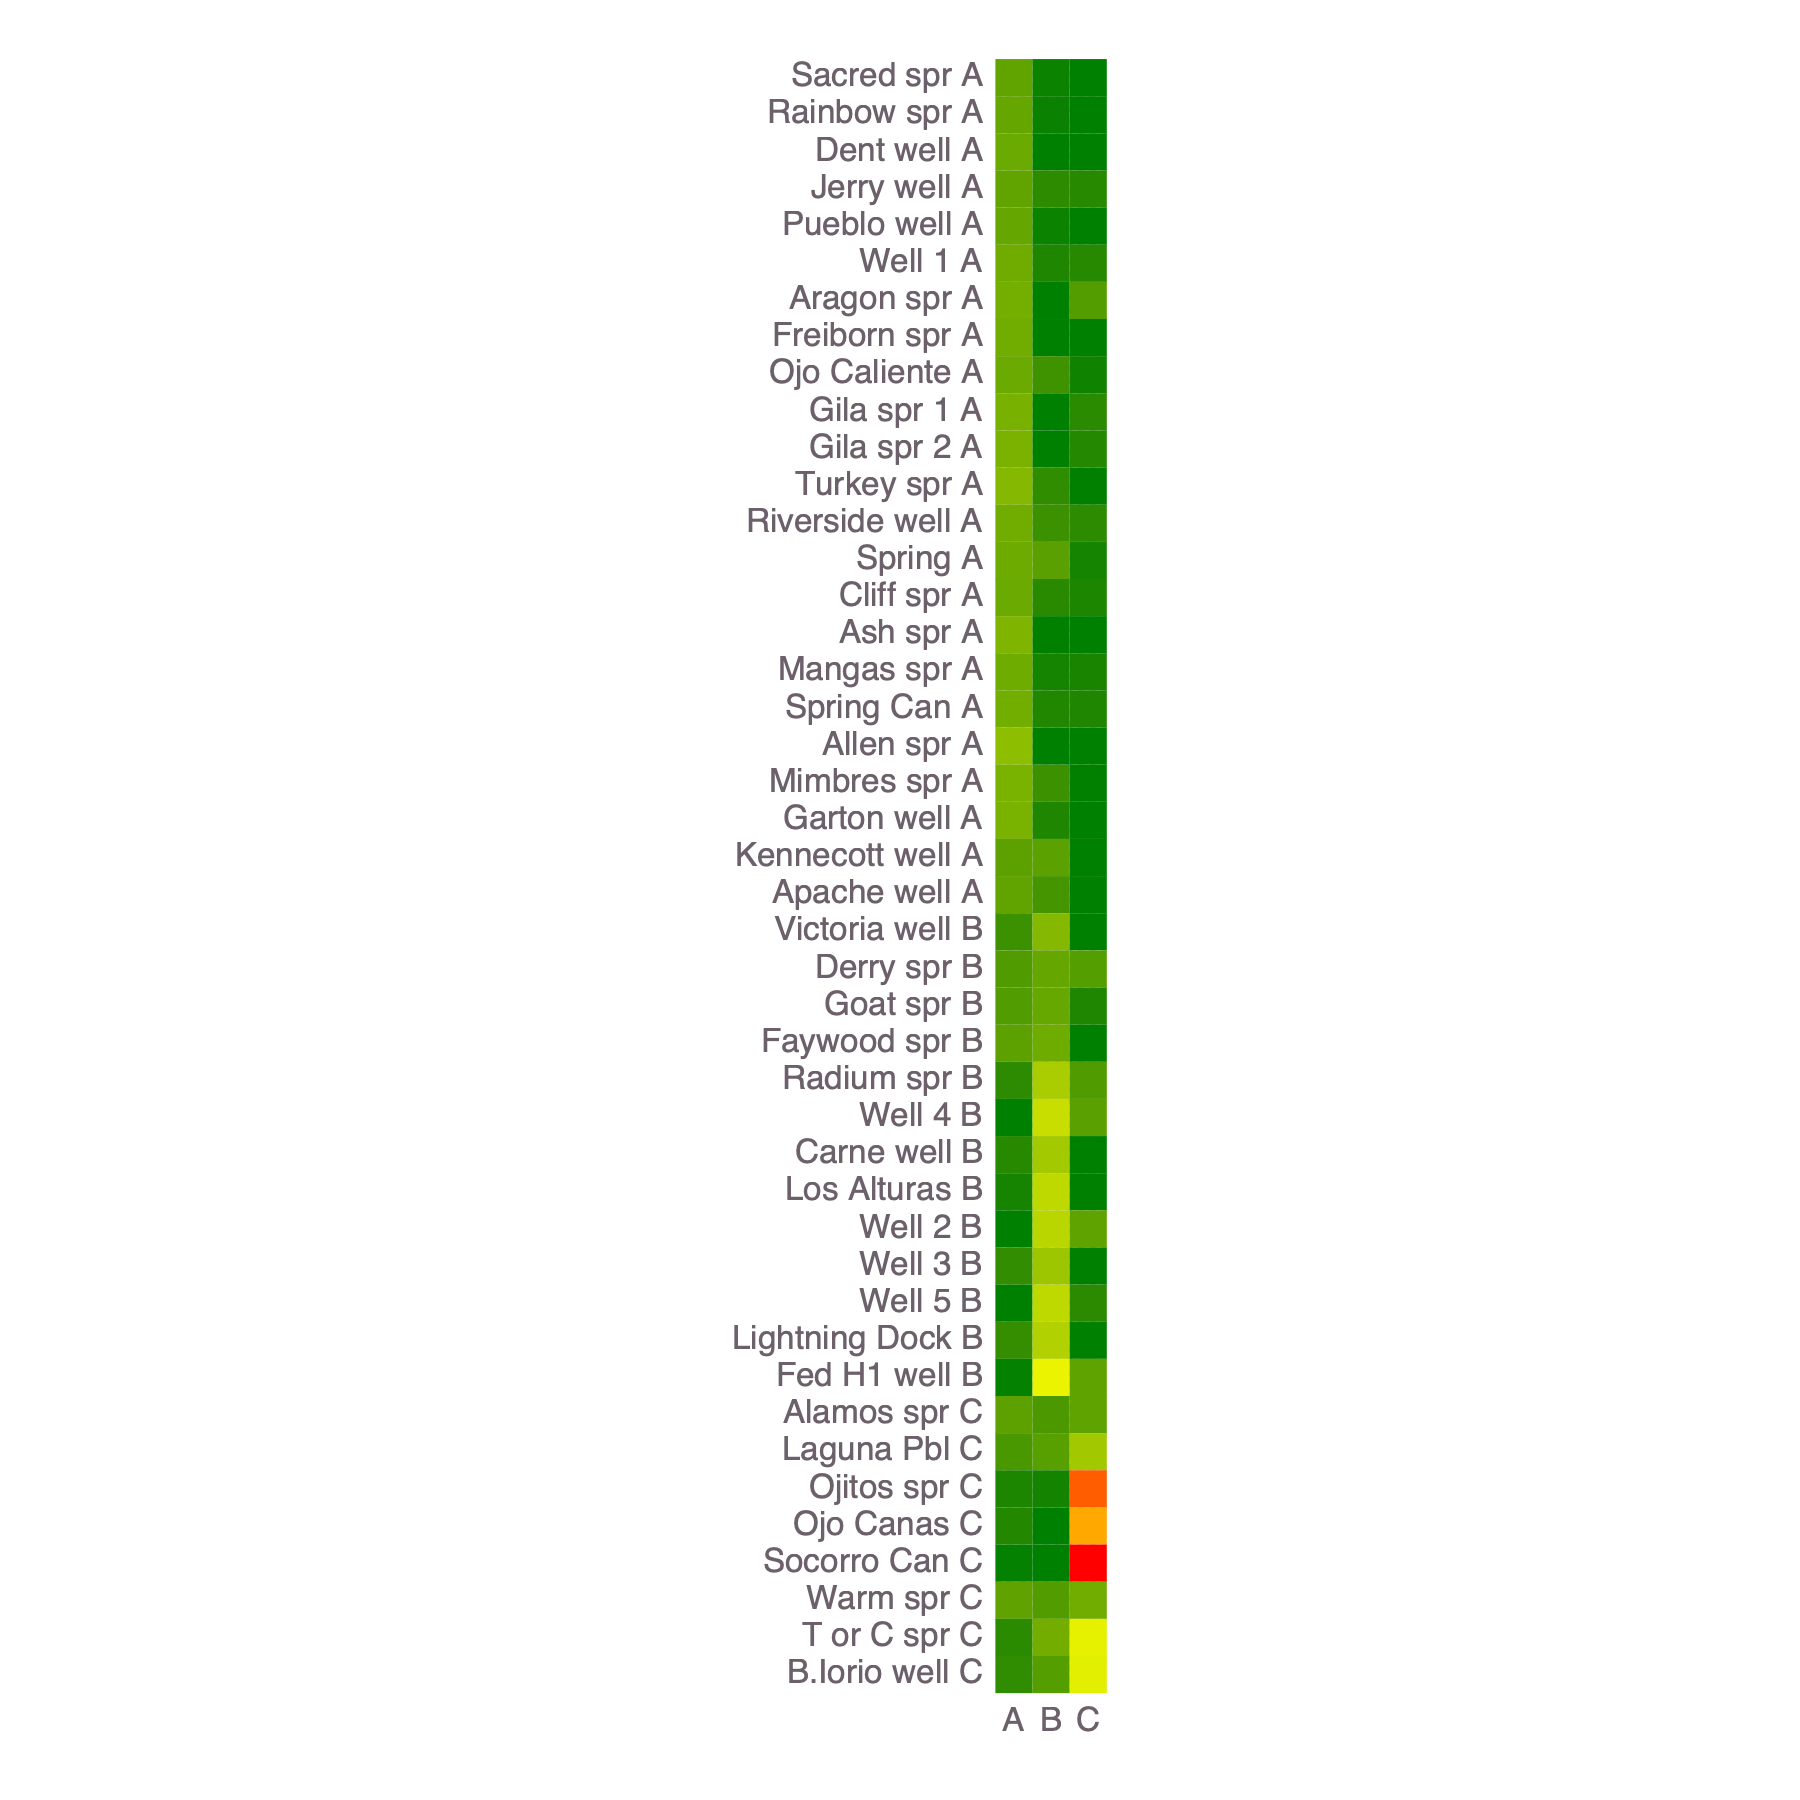 Sacred spr A
Rainbow spr A
Dent well A
Jerry well A
Pueblo well A
Well 1 A
Aragon spr A
Freiborn spr A
Ojo Caliente A
Gila spr 1 A
Gila spr 2 A
Turkey spr A
Riverside well A
Spring A
Cliff spr A
Ash spr A
Mangas spr A
Spring Can A
Allen spr A
Mimbres spr A
Garton well A
Kennecott well A
Apache well A
Victoria well B
Derry spr B
Goat spr B
Faywood spr B
Radium spr B
Well 4 B
Carne well B
Los Alturas B
Well 2 B
Well 3 B
Well 5 B
Lightning Dock B
Fed H1 well B
Alamos spr C
Laguna Pbl C
Ojitos spr C
Ojo Canas C
Socorro Can C
Warm spr C
T or C spr C
B.Iorio well C
A B C